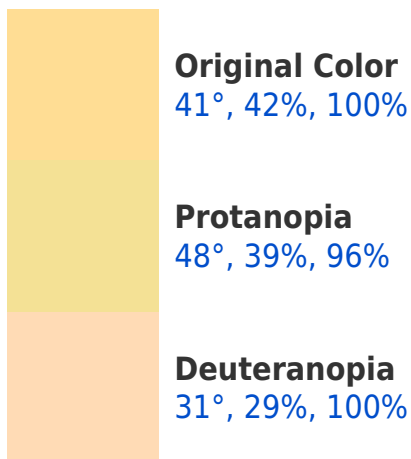 Original Color
41°, 42%, 100%
Protanopia
48°, 39%, 96%
Deuteranopia
31°, 29%, 100%